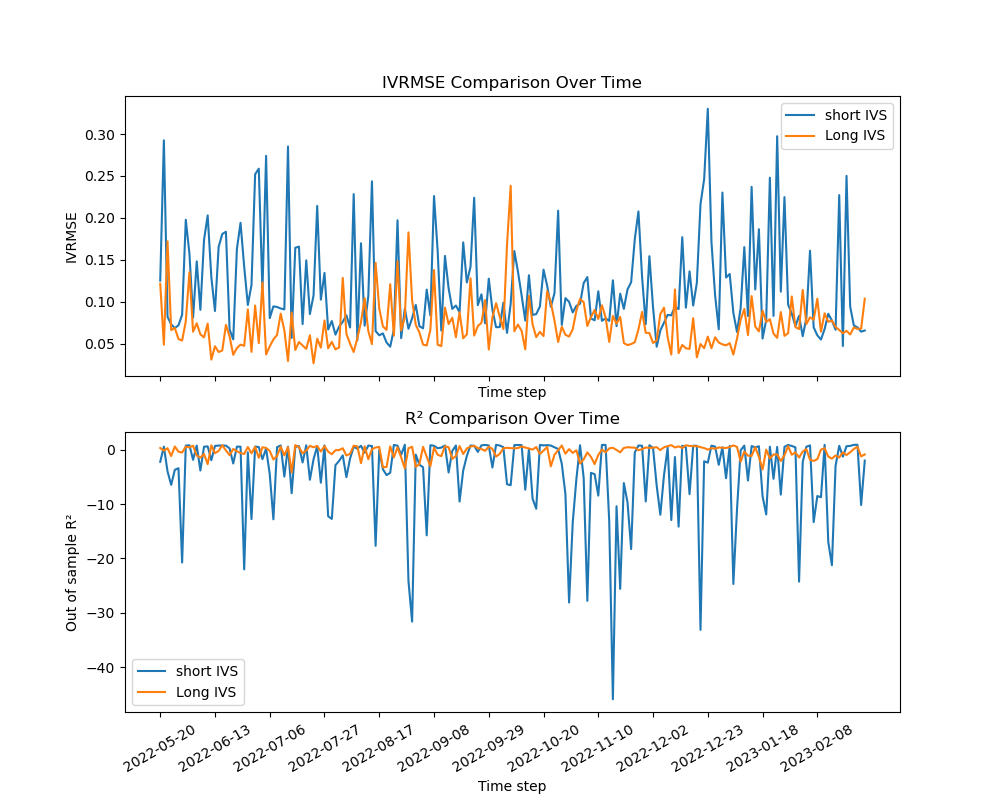 IVRMSE Comparison Over Time
short IVS
Long IVS
0.30
0.25
0.20
0.15
0.10
0.05
IVRMSE
Time step
R² Comparison Over Time
0
−10
−20
−30
−40
Out of sample R²
short IVS
Long IVS
2022-05-20
2022-06-13
2022-07-06
2022-07-27
2022-08-17
2022-09-08
2022-09-29
2022-10-20
2022-11-10
2022-12-02
2022-12-23
2023-01-18
2023-02-08
Time step